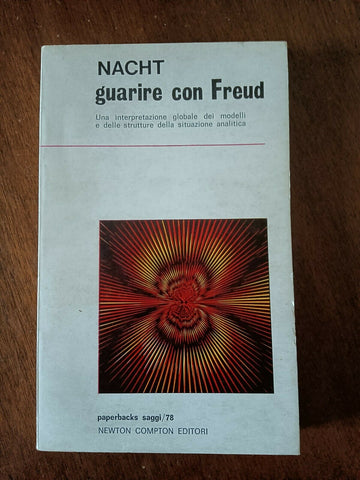 NACHT
guarire con Freud
Una interpretazione globale dei modelli
e delle strutture della situazione analitica
paperbacks saggi/78
NEWTON COMPTON EDITORI